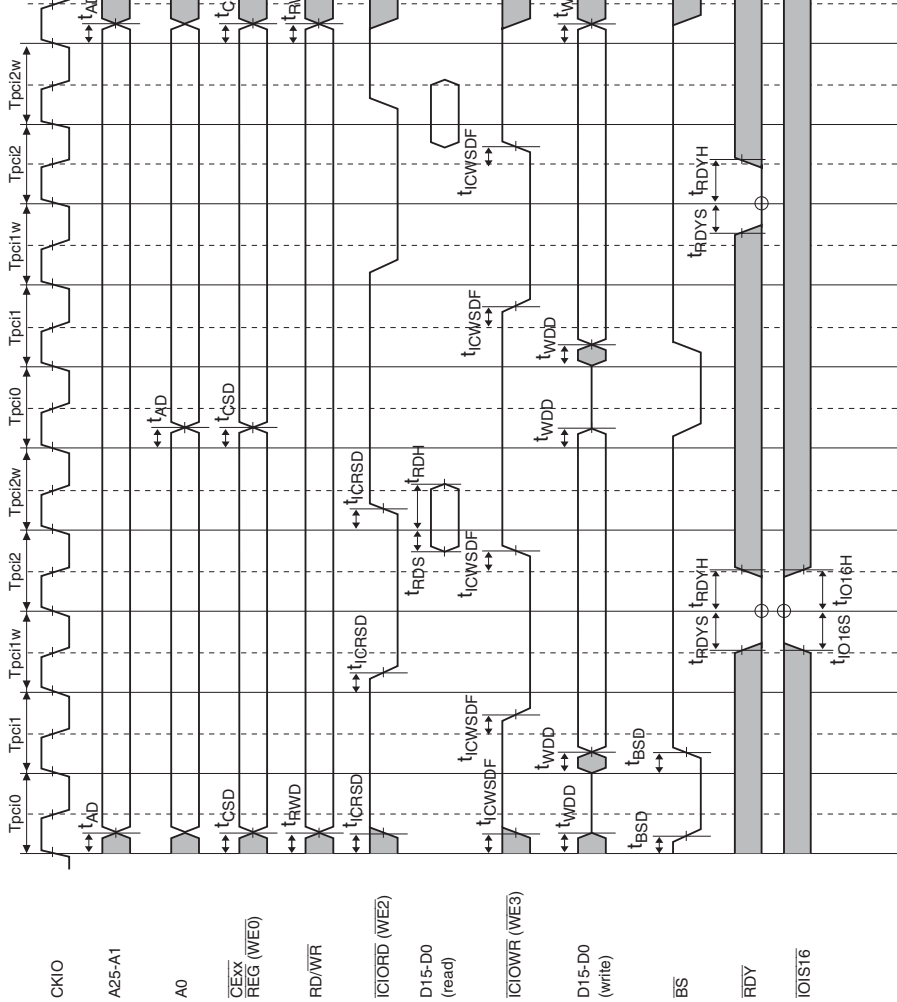 Tpci0 Tpci1 Tpci1w Tpci2 Tpci2w Tpci0 Tpci1 Tpci1w Tpci2 Tpci2w
CKIO
tAD
A25-A1
tAD
A0
tCSD tCSD
CExx
REG (WE0)
tRWD
RD/WR
tICRSD tICRSD tICRSD
ICIORD (WE2)
tRDS tRDH
D15-D0
(read)
tICWSDF tICWSDF tICWSDF tICWSDF tICWSDF
ICIOWR (WE3)
tWDD tWDD tWDD tWDD
D15-D0
(write)
tBSD tBSD
BS
tRDYS tRDYH tRDYS tRDYH
RDY
IOIS16
tIO16S tIO16H